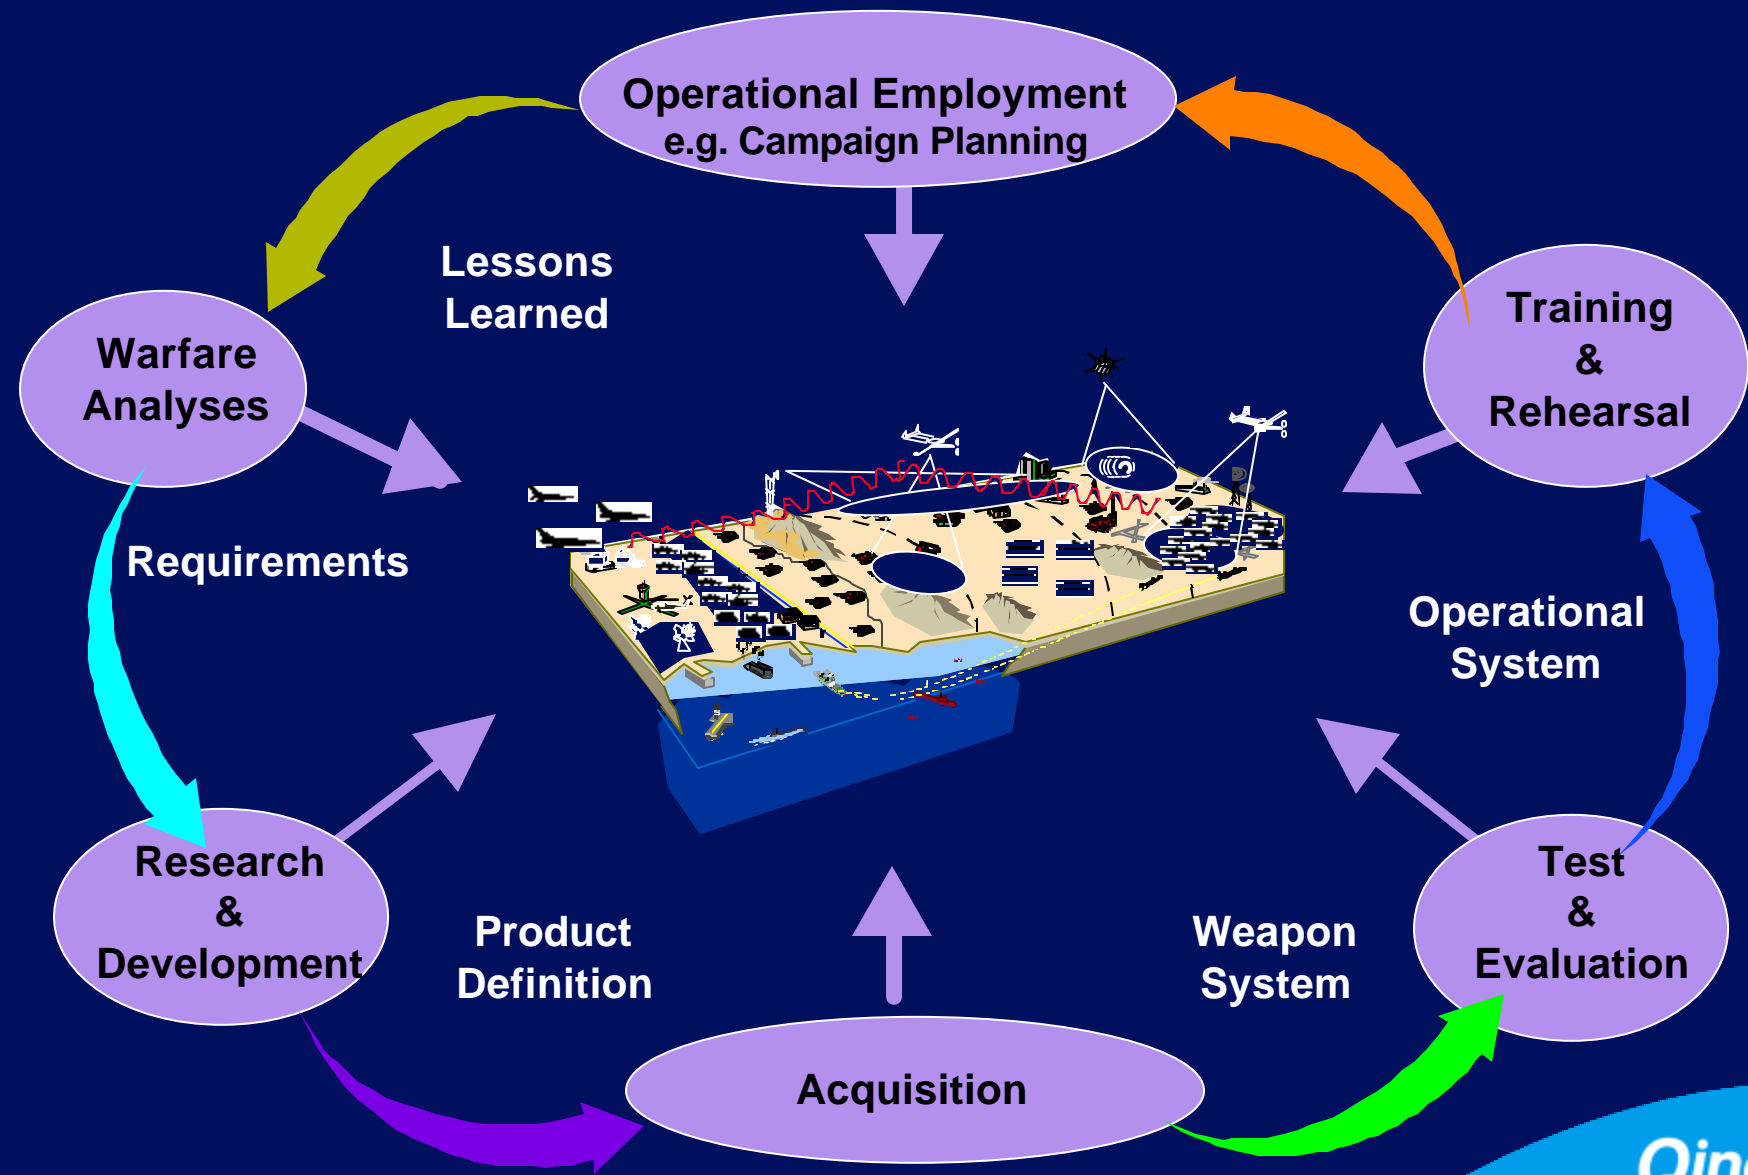 Operational Employment
e.g. Campaign Planning
Lessons
Learned
Warfare
Analyses
Training
&
Rehearsal
Requirements
Operational
System
Research
&
Development
Product
Definition
Weapon
System
Test
&
Evaluation
Acquisition